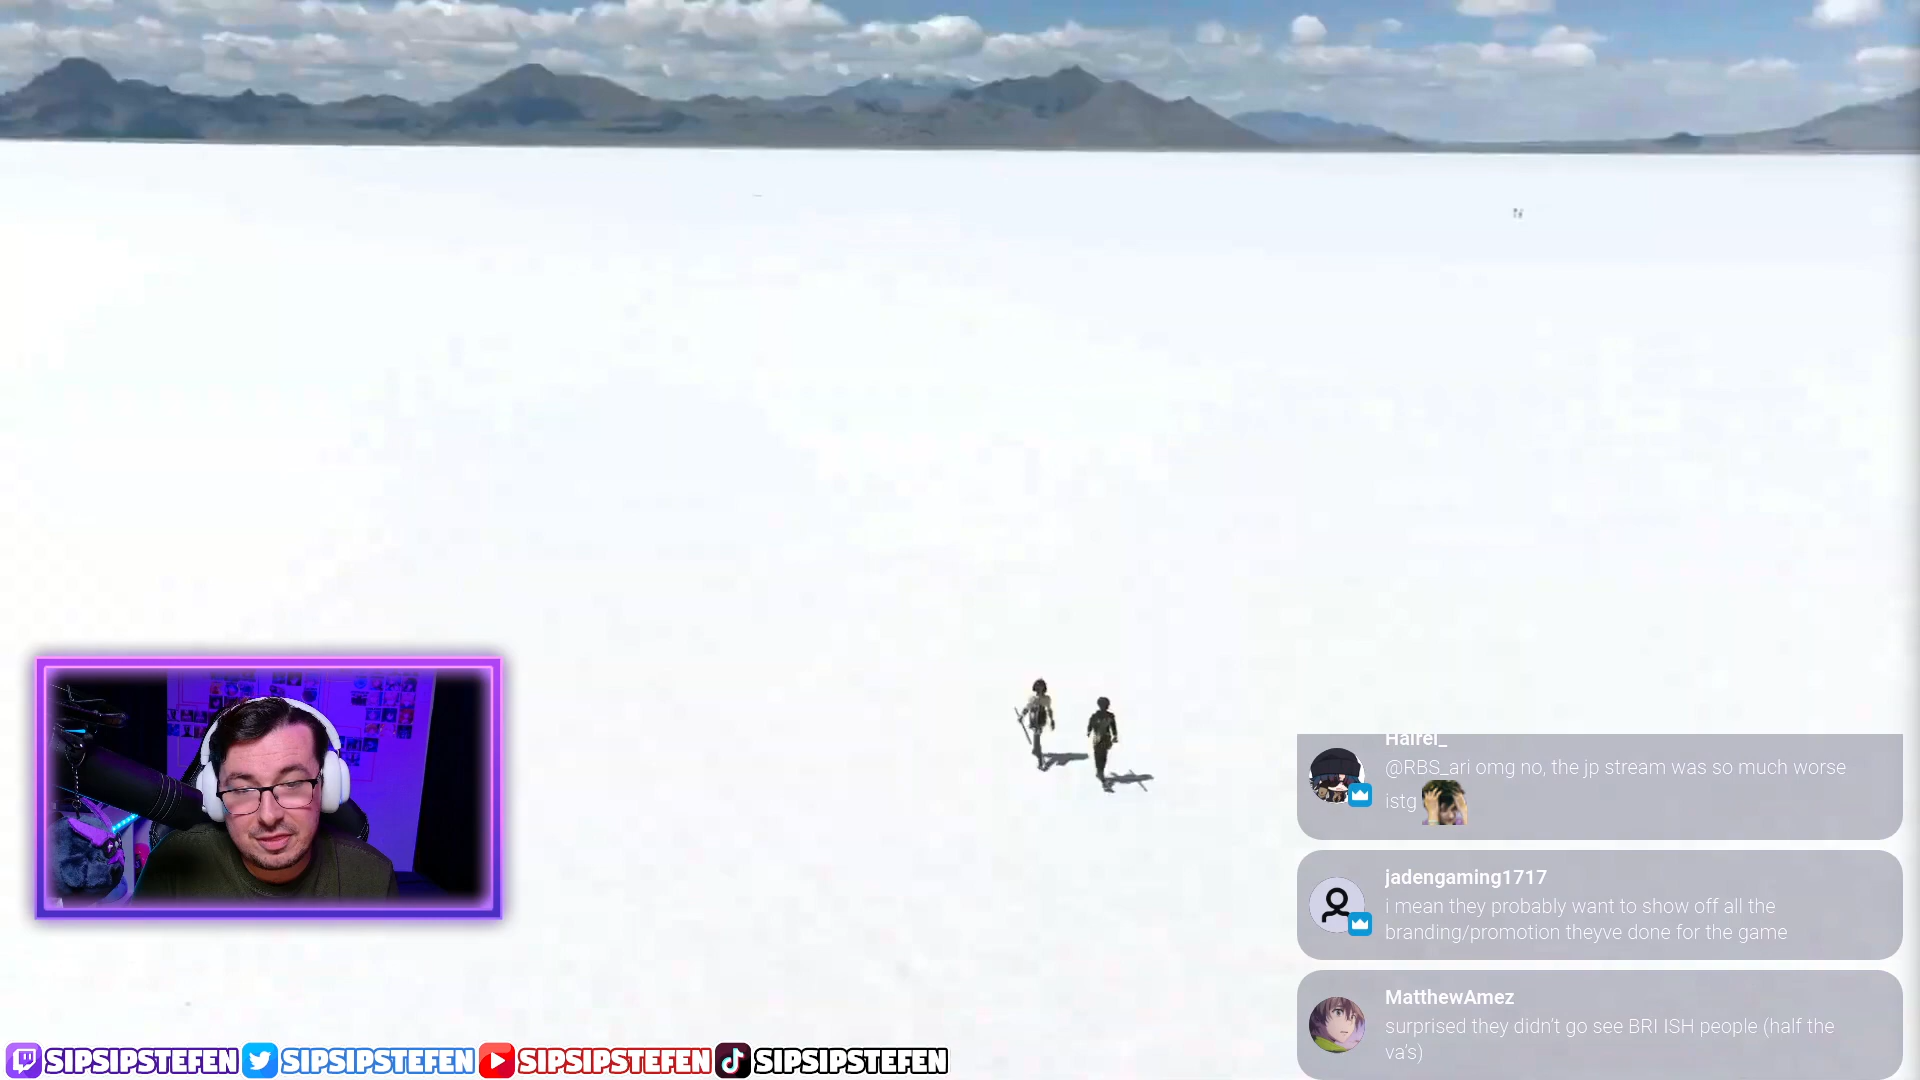 Halrei_
@RBS_ari omg no, the jp stream was so much worse
istg
jadengaming1717
i mean they probably want to show off all the
branding/promotion theyve done for the game
MatthewAmez
surprised they didn't go see BRI ISH people (half the
va's)
SIPSIPSTEFEN SIPSIPSTEFEN SIPSIPSTEFEN SIPSIPSTEFEN